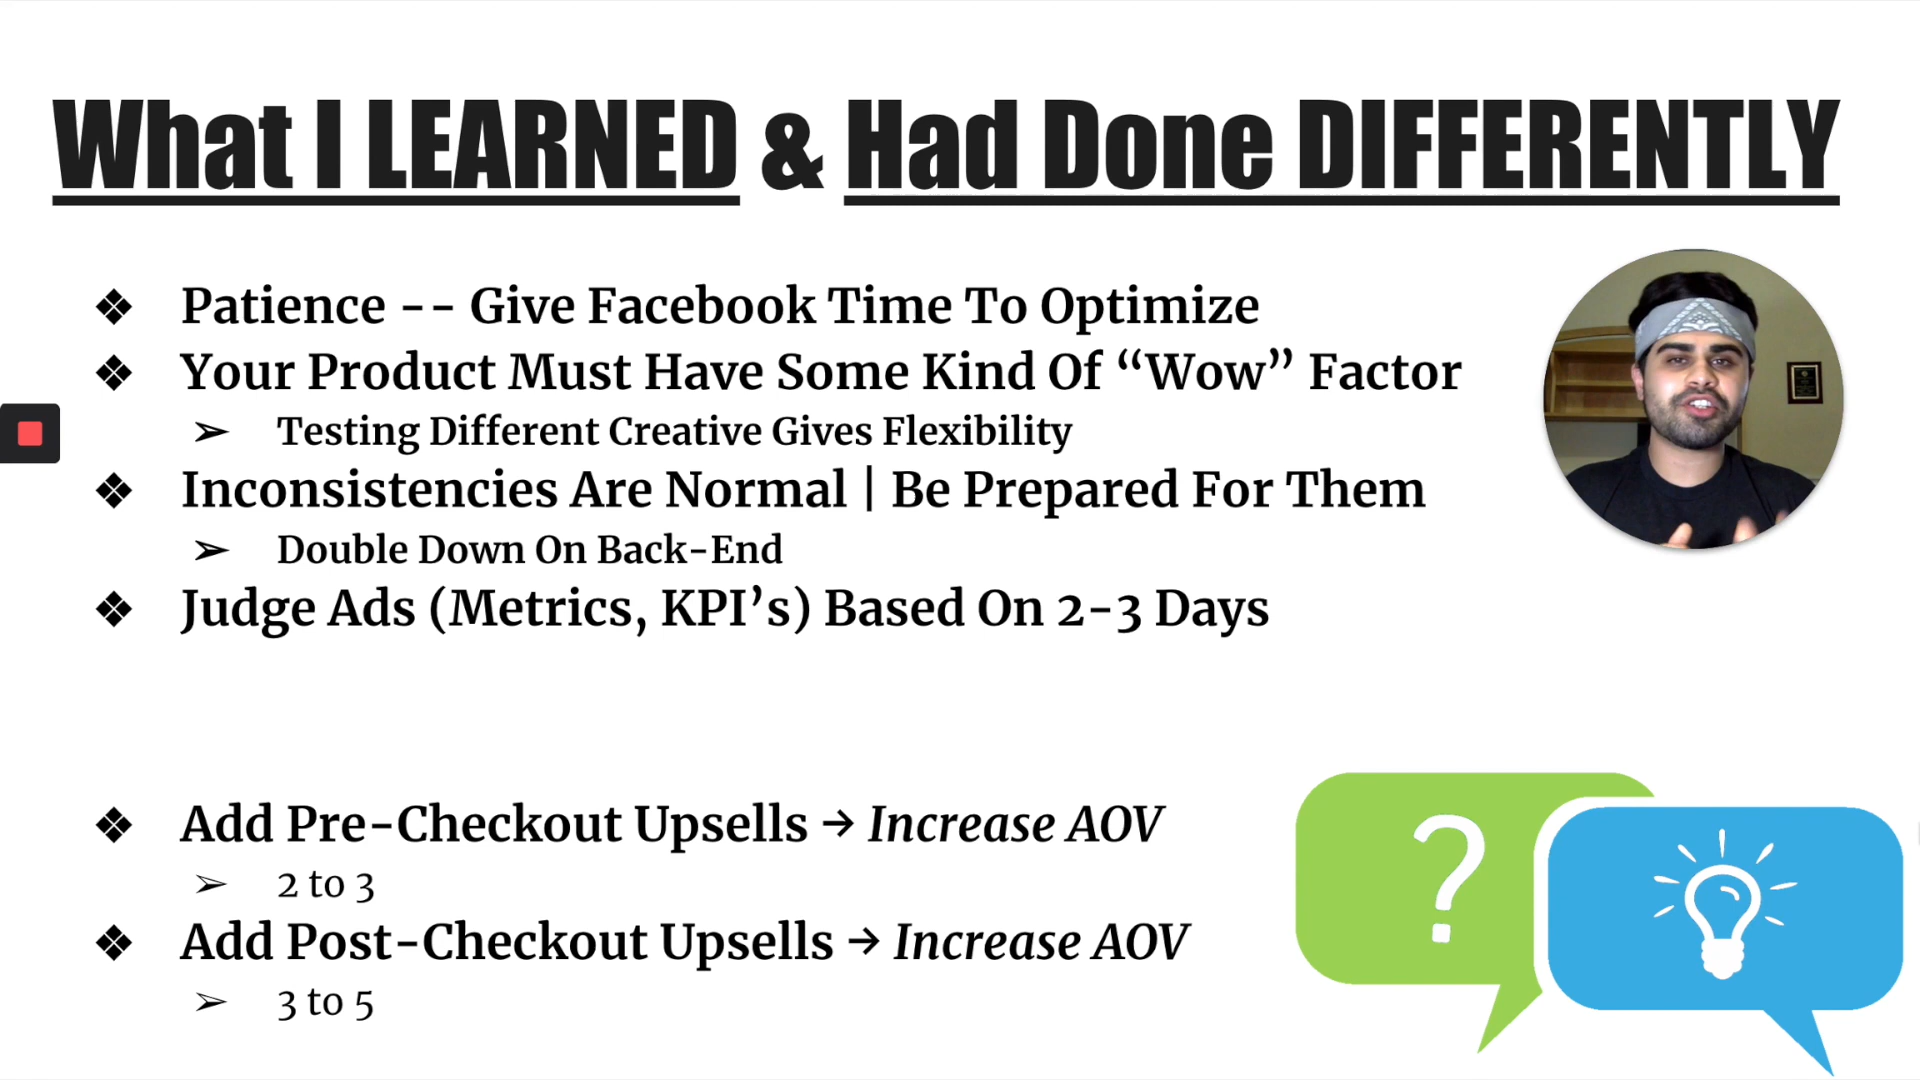 What I LEARNED & Had Done DIFFERENTLY
❖ Patience -- Give Facebook Time To Optimize
❖ Your Product Must Have Some Kind Of “Wow” Factor
➢ Testing Different Creative Gives Flexibility
❖ Inconsistencies Are Normal | Be Prepared For Them
➢ Double Down On Back-End
❖ Judge Ads (Metrics, KPI’s) Based On 2-3 Days
❖ Add Pre-Checkout Upsells → Increase AOV
➢ 2 to 3
❖ Add Post-Checkout Upsells → Increase AOV
➢ 3 to 5
?